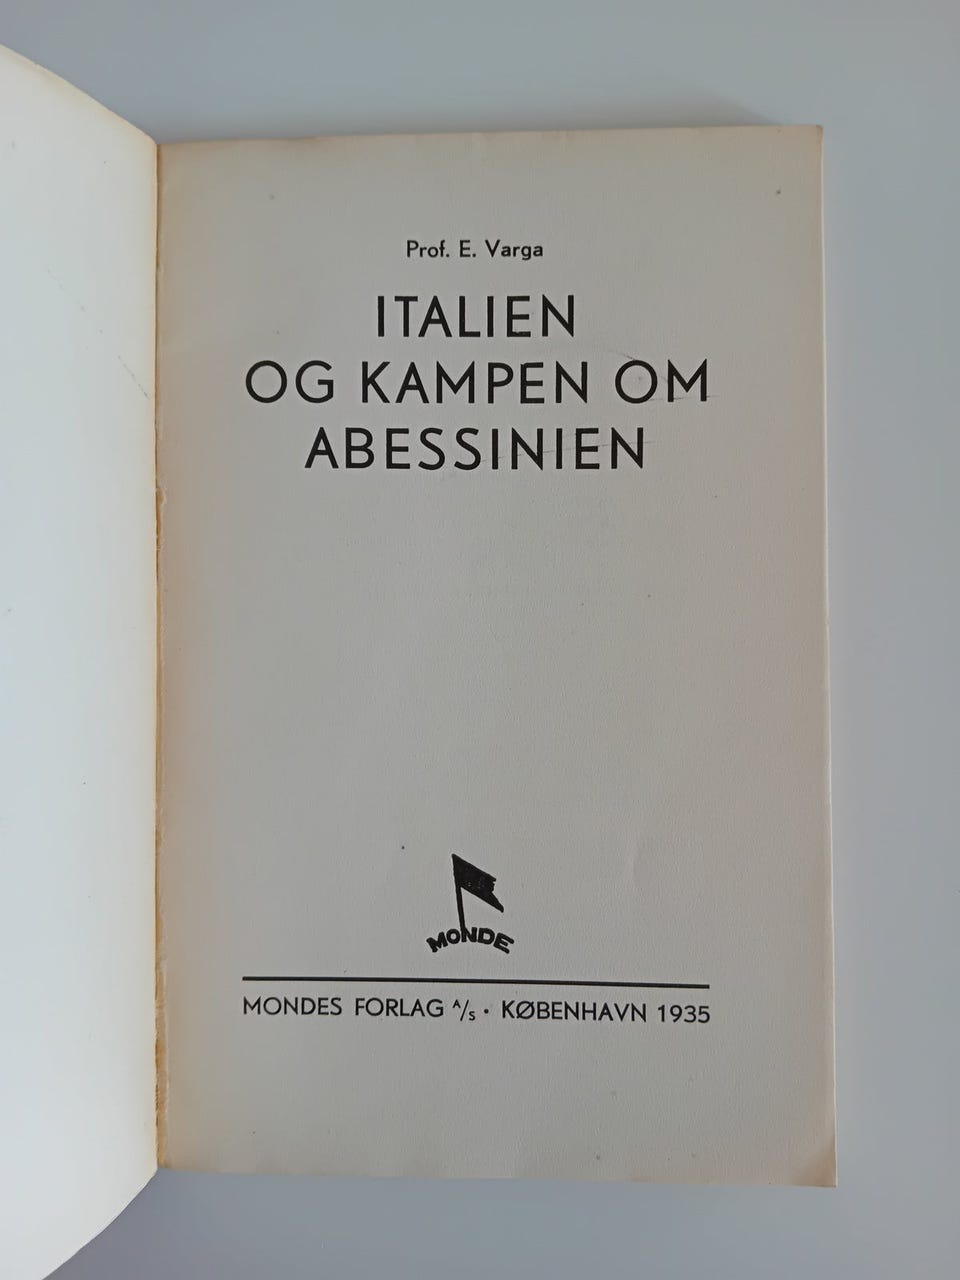 Prof. E. Varga
ITALIEN
OG KAMPEN OM
ABESSINIEN
MONDE
MONDES FORLAG A/S · KØBENHAVN 1935